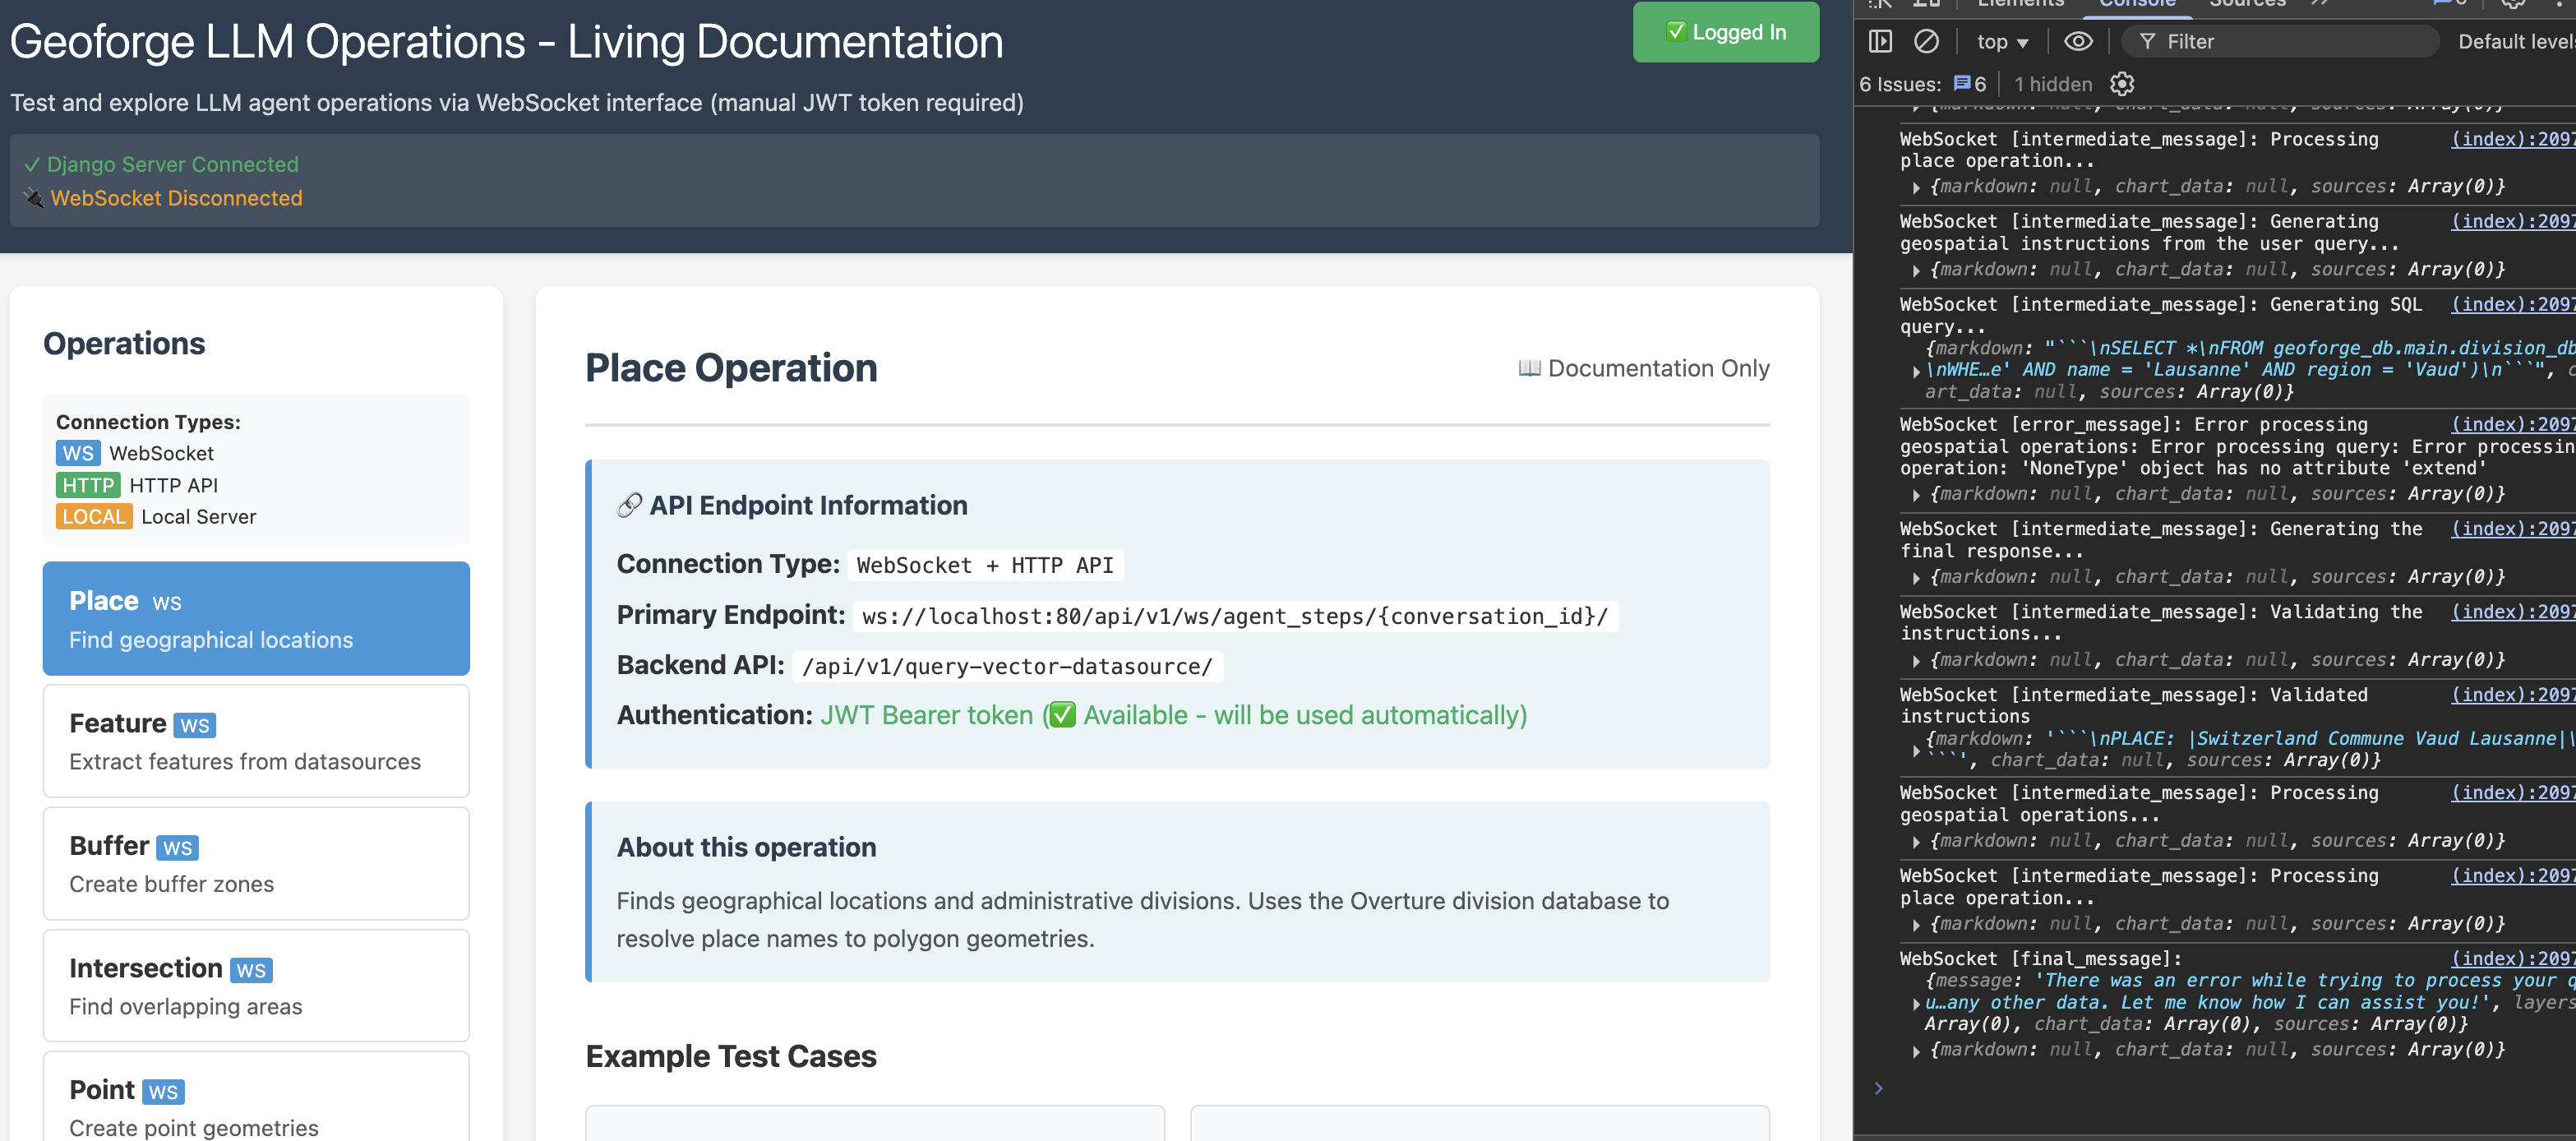 Geoforge LLM Operations - Living Documentation
✅ Logged In
Test and explore LLM agent operations via WebSocket interface (manual JWT token required)
✓ Django Server Connected
🔌 WebSocket Disconnected
Operations
Connection Types:
WS WebSocket
HTTP HTTP API
LOCAL Local Server
Place WS
Find geographical locations
Feature WS
Extract features from datasources
Buffer WS
Create buffer zones
Intersection WS
Find overlapping areas
Point WS
Create point geometries
Place Operation
📖 Documentation Only
🔗 API Endpoint Information
Connection Type: WebSocket + HTTP API
Primary Endpoint: ws://localhost:80/api/v1/ws/agent_steps/{conversation_id}/
Backend API: /api/v1/query-vector-datasource/
Authentication: JWT Bearer token (✅ Available - will be used automatically)
About this operation
Finds geographical locations and administrative divisions. Uses the Overture division database to
resolve place names to polygon geometries.
Example Test Cases
Elements Console Sources
top ▼ Filter Default level
6 Issues: 6 1 hidden
{markdown: null, chart_data: null, sources: Array(0)}
WebSocket [intermediate_message]: Processing (index):2097
place operation...
{markdown: null, chart_data: null, sources: Array(0)}
WebSocket [intermediate_message]: Generating (index):2097
geospatial instructions from the user query...
{markdown: null, chart_data: null, sources: Array(0)}
WebSocket [intermediate_message]: Generating SQL (index):2097
query...
{markdown: "```\nSELECT *\nFROM geoforge_db.main.division_db
\nWHE…e' AND name = 'Lausanne' AND region = 'Vaud')\n```", c
art_data: null, sources: Array(0)}
WebSocket [error_message]: Error processing (index):2097
geospatial operations: Error processing query: Error processin
operation: 'NoneType' object has no attribute 'extend'
{markdown: null, chart_data: null, sources: Array(0)}
WebSocket [intermediate_message]: Generating the (index):2097
final response...
{markdown: null, chart_data: null, sources: Array(0)}
WebSocket [intermediate_message]: Validating the (index):2097
instructions...
{markdown: null, chart_data: null, sources: Array(0)}
WebSocket [intermediate_message]: Validated (index):2097
instructions
{markdown: '```\nPLACE: |Switzerland Commune Vaud Lausanne|\
```', chart_data: null, sources: Array(0)}
WebSocket [intermediate_message]: Processing (index):2097
geospatial operations...
{markdown: null, chart_data: null, sources: Array(0)}
WebSocket [intermediate_message]: Processing (index):2097
place operation...
{markdown: null, chart_data: null, sources: Array(0)}
WebSocket [final_message]: (index):2097
{message: 'There was an error while trying to process your q
u…any other data. Let me know how I can assist you!', layers
Array(0), chart_data: Array(0), sources: Array(0)}
{markdown: null, chart_data: null, sources: Array(0)}